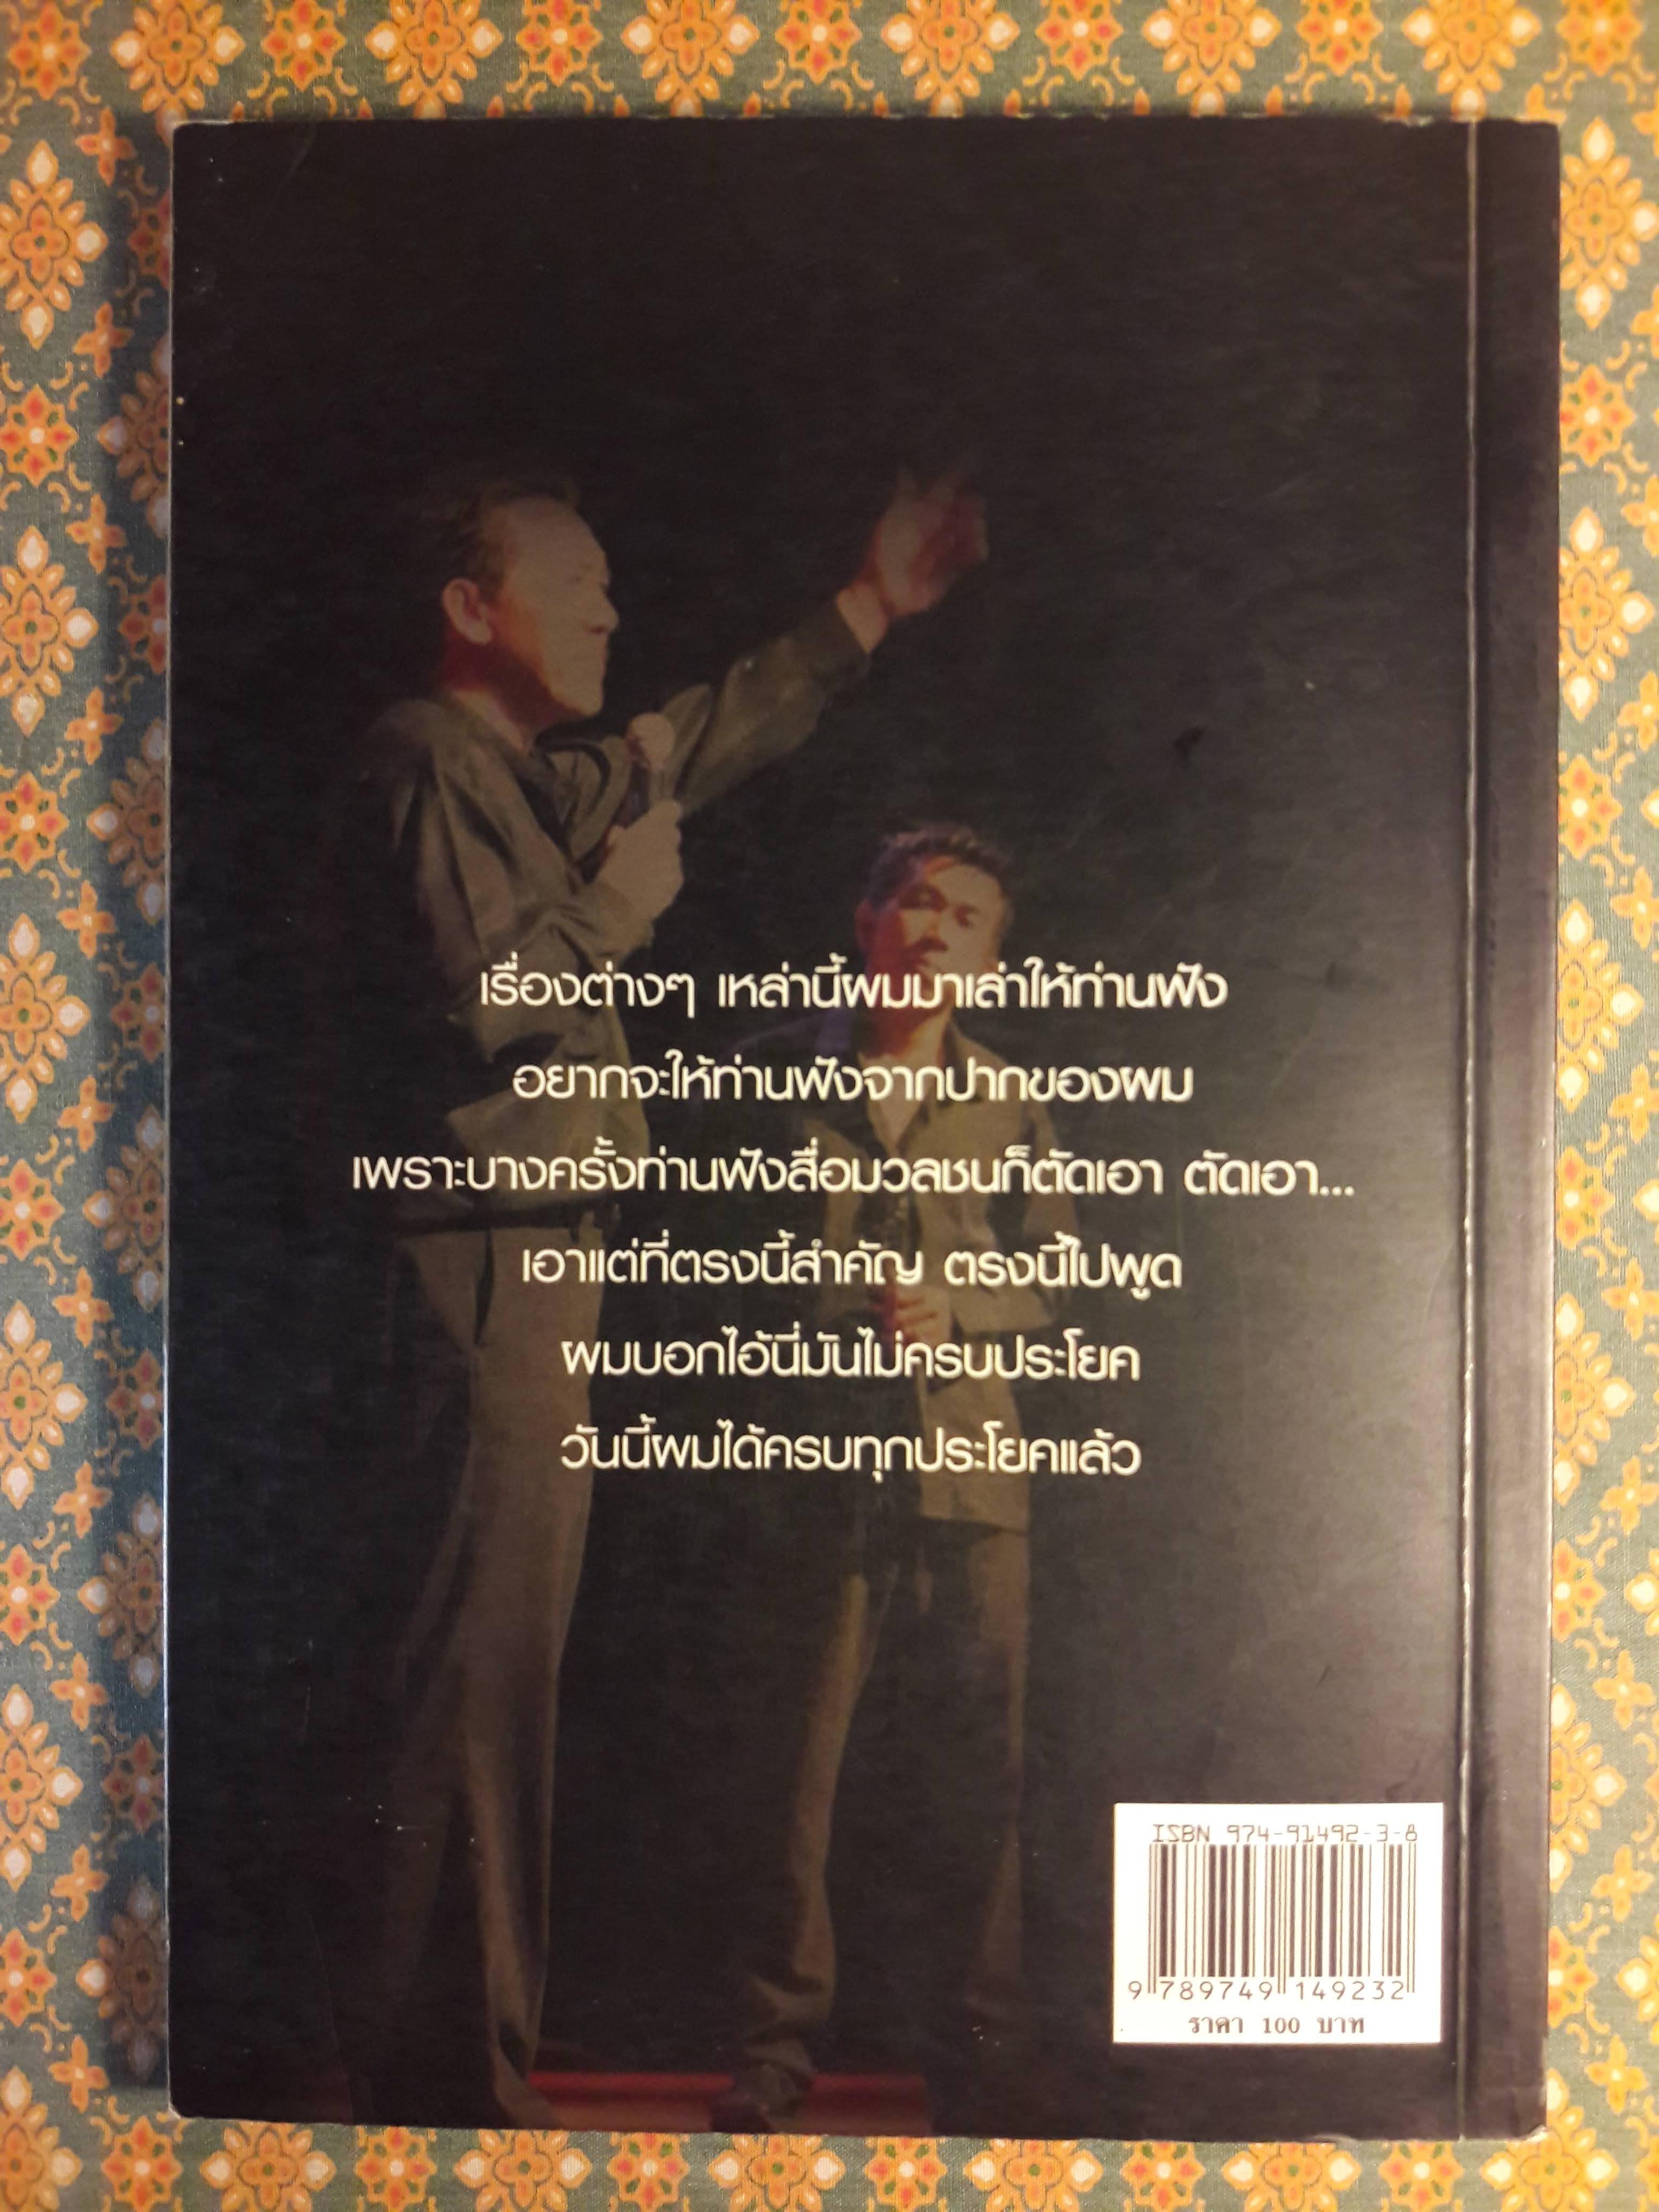 เรื่องต่างๆ เหล่านี้ผมมาเล่าให้ท่านฟัง
อยากจะให้ท่านฟังจากปากของผม
เพราะบางครั้งท่านฟังสื่อมวลชนก็ตัดเอา ตัดเอา...
เอาแต่ที่ตรงนี้สำคัญ ตรงนี้ไปพูด
ผมบอกไอ้นี่มันไม่ครบประโยค
วันนี้ผมได้ครบทุกประโยคแล้ว
ISBN 974-91492-3-8
9 789749 149232
ราคา 100 บาท